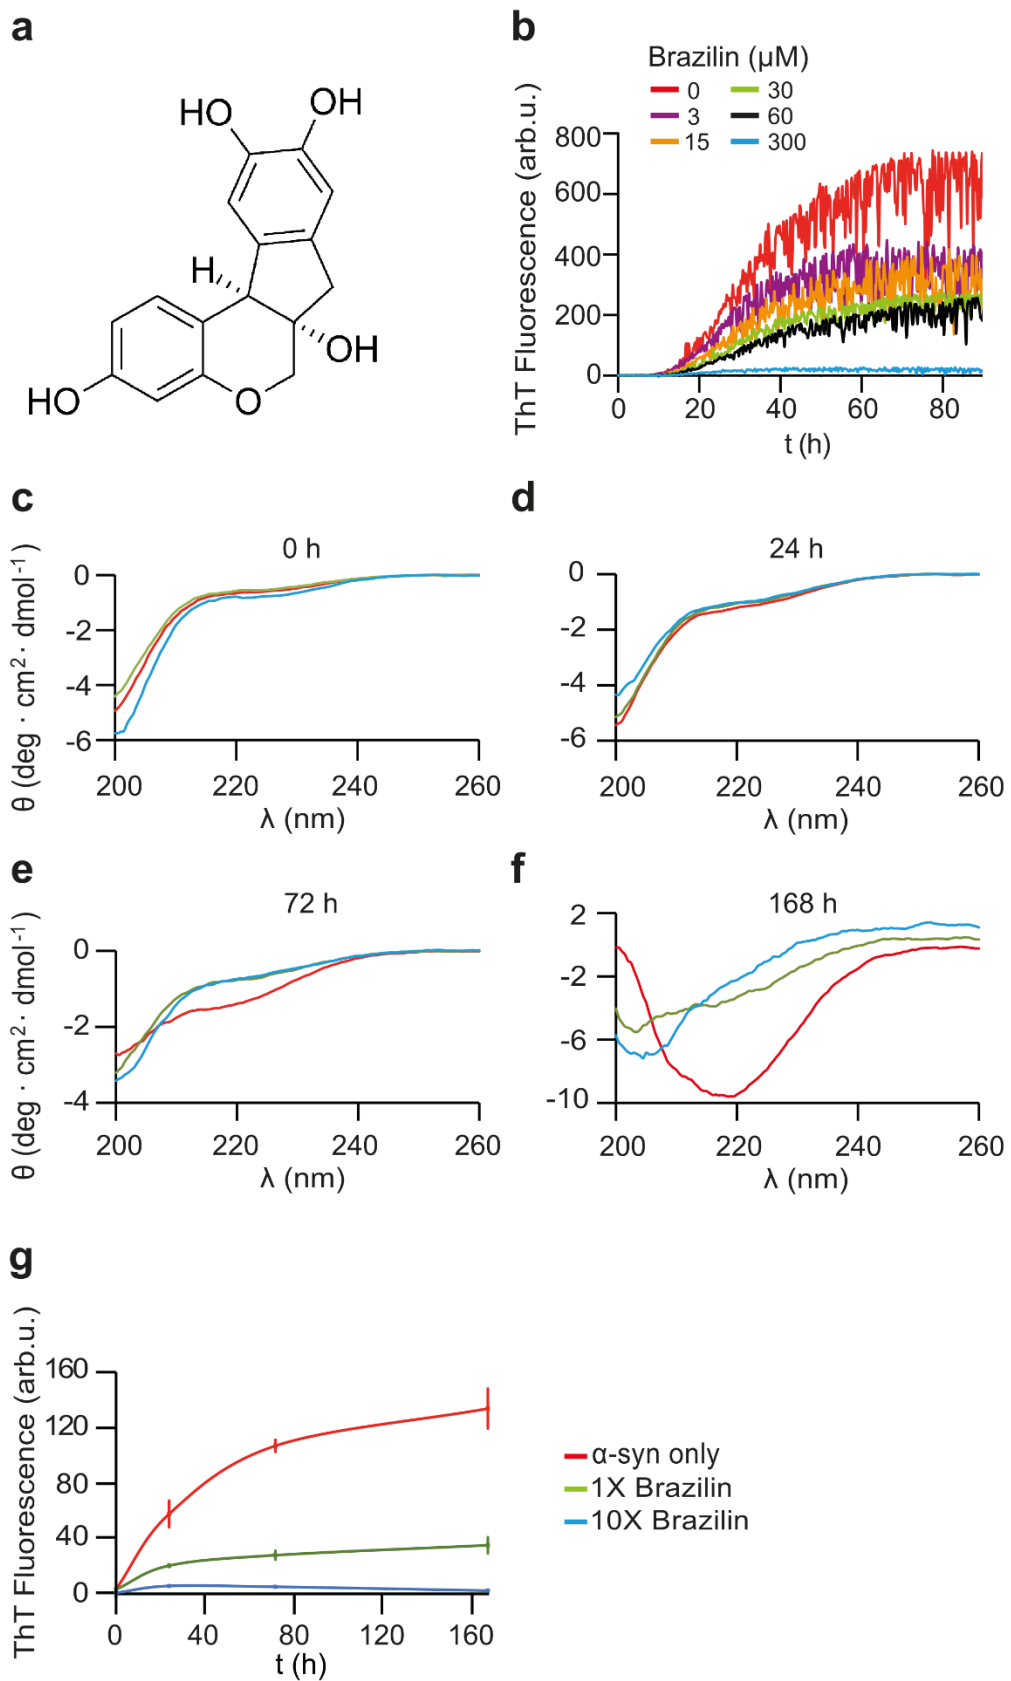 a
HO
OH
H
OH
HO
O
b
Brazilin (µM)
0
30
3
60
15
300
ThT Fluorescence (arb.u.)
800
600
400
200
0
0 20 40 60 80
t (h)
c
0 h
θ (deg · cm² · dmol⁻¹)
0
-2
-4
-6
200 220 240 260
λ (nm)
d
24 h
0
-2
-4
-6
200 220 240 260
λ (nm)
e
72 h
θ (deg · cm² · dmol⁻¹)
0
-2
-4
200 220 240 260
λ (nm)
f
168 h
2
-2
-6
-10
200 220 240 260
λ (nm)
g
ThT Fluorescence (arb.u.)
160
120
80
40
0
0 40 80 120 160
t (h)
α-syn only
1X Brazilin
10X Brazilin